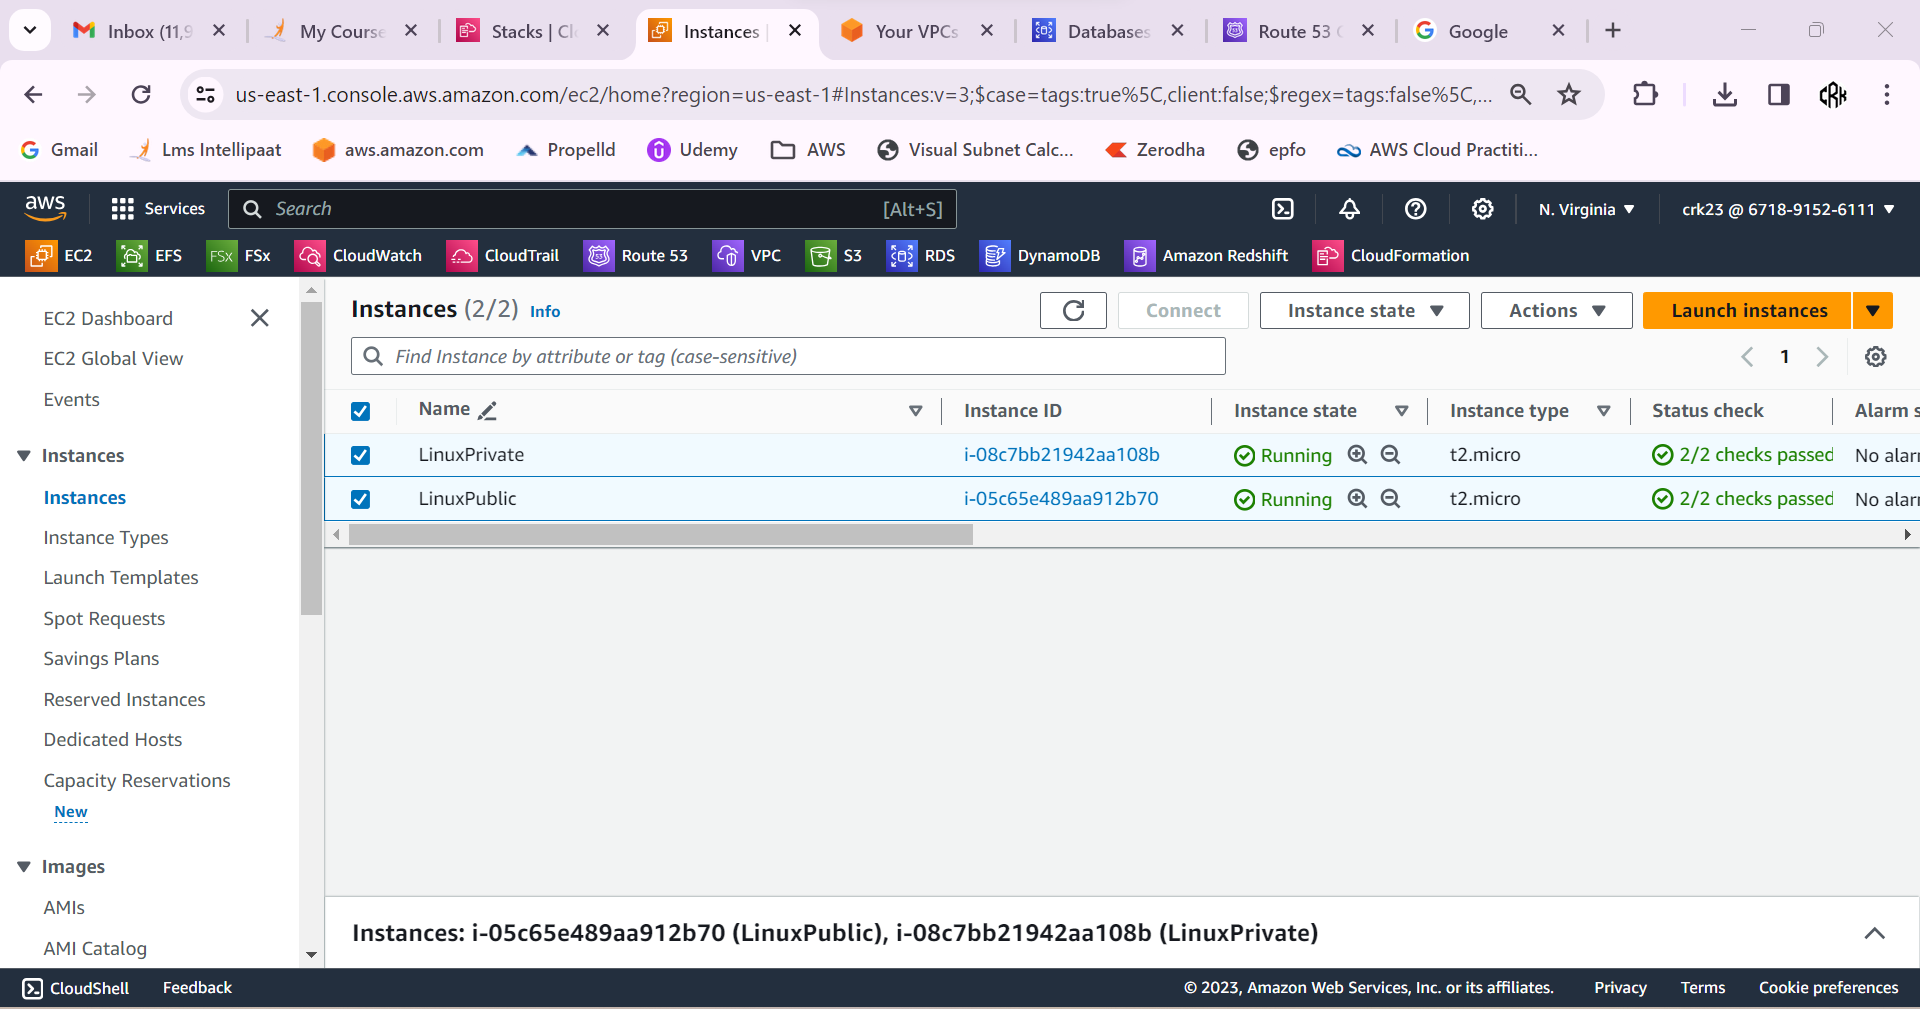 Inbox (11,9
My Course
Stacks | Cl
Instances |
Your VPCs
Databases
Route 53 C
Google
us-east-1.console.aws.amazon.com/ec2/home?region=us-east-1#Instances:v=3;$case=tags:true%5C,client:false;$regex=tags:false%5C,...
Gmail
Lms Intellipaat
aws.amazon.com
Propelld
Udemy
AWS
Visual Subnet Calc...
Zerodha
epfo
AWS Cloud Practiti...
aws
Services
Search
[Alt+S]
N. Virginia
crk23 @ 6718-9152-6111
EC2
EFS
FSx
FSx
CloudWatch
CloudTrail
53
Route 53
VPC
S3
RDS
DynamoDB
Amazon Redshift
CloudFormation
EC2 Dashboard
EC2 Global View
Events
Instances
Instances
Instance Types
Launch Templates
Spot Requests
Savings Plans
Reserved Instances
Dedicated Hosts
Capacity Reservations
New
Images
AMIs
AMI Catalog
Instances (2/2) Info
Connect
Instance state
Actions
Launch instances
Find Instance by attribute or tag (case-sensitive)
1
Name
Instance ID
Instance state
Instance type
Status check
Alarm s
LinuxPrivate
i-08c7bb21942aa108b
Running
t2.micro
2/2 checks passed
No alar
LinuxPublic
i-05c65e489aa912b70
Running
t2.micro
2/2 checks passed
No alar
Instances: i-05c65e489aa912b70 (LinuxPublic), i-08c7bb21942aa108b (LinuxPrivate)
CloudShell
Feedback
© 2023, Amazon Web Services, Inc. or its affiliates.
Privacy
Terms
Cookie preferences